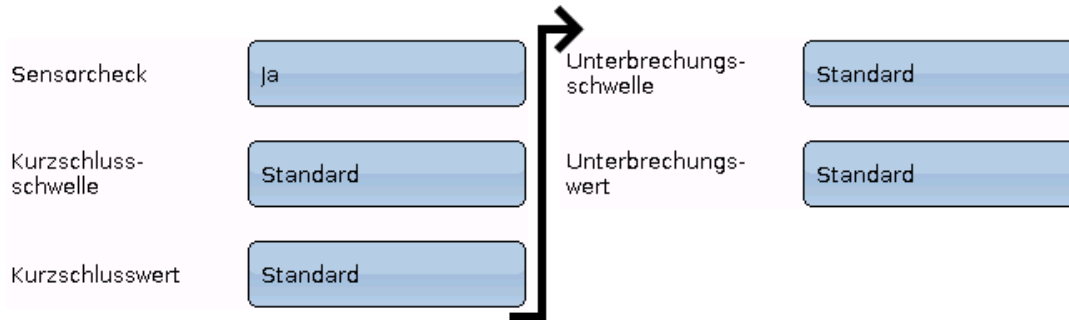 Sensorcheck
Ja
Kurzschluss-
schwelle
Standard
Kurzschlusswert
Standard
Unterbrechungs-
schwelle
Standard
Unterbrechungs-
wert
Standard